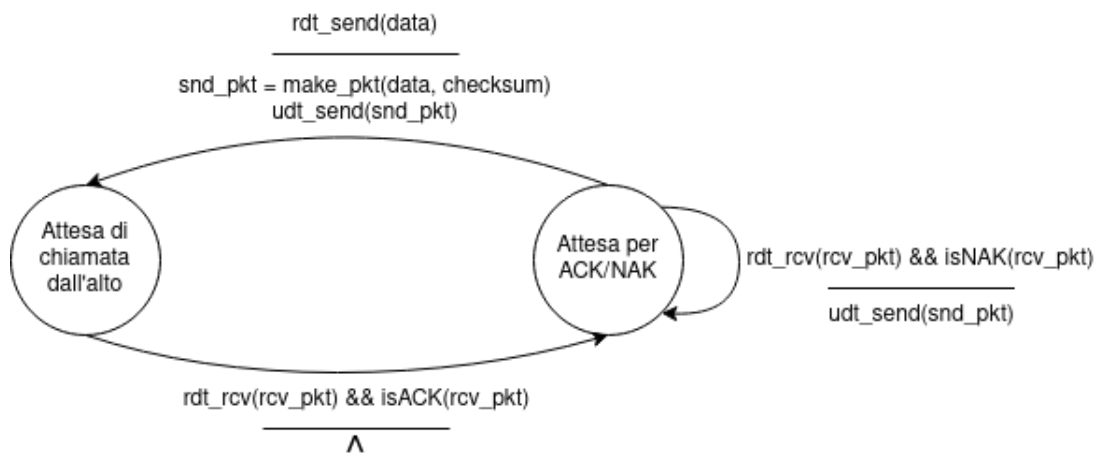 rdt_send(data)
snd_pkt = make_pkt(data, checksum)
udt_send(snd_pkt)
Attesa di
chiamata
dall'alto
Attesa per
ACK/NAK
rdt_rcv(rcv_pkt) && isNAK(rcv_pkt)
udt_send(snd_pkt)
rdt_rcv(rcv_pkt) && isACK(rcv_pkt)
Λ